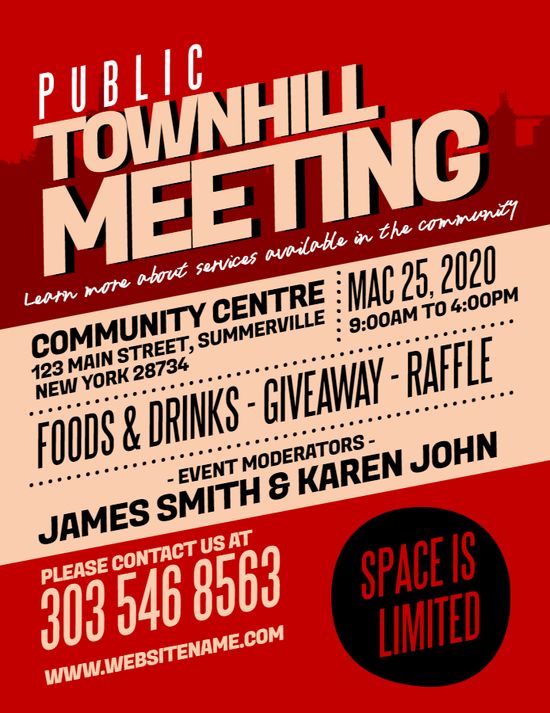 PUBLIC
TOWNHILL
MEETING
Learn more about services available in the community
COMMUNITY CENTRE
123 MAIN STREET, SUMMERVILLE
NEW YORK 28734
MAC 25, 2020
9:00AM TO 4:00PM
FOODS & DRINKS - GIVEAWAY - RAFFLE
- EVENT MODERATORS -
JAMES SMITH & KAREN JOHN
PLEASE CONTACT US AT
303 546 8563
WWW.WEBSITENAME.COM
SPACE IS
LIMITED